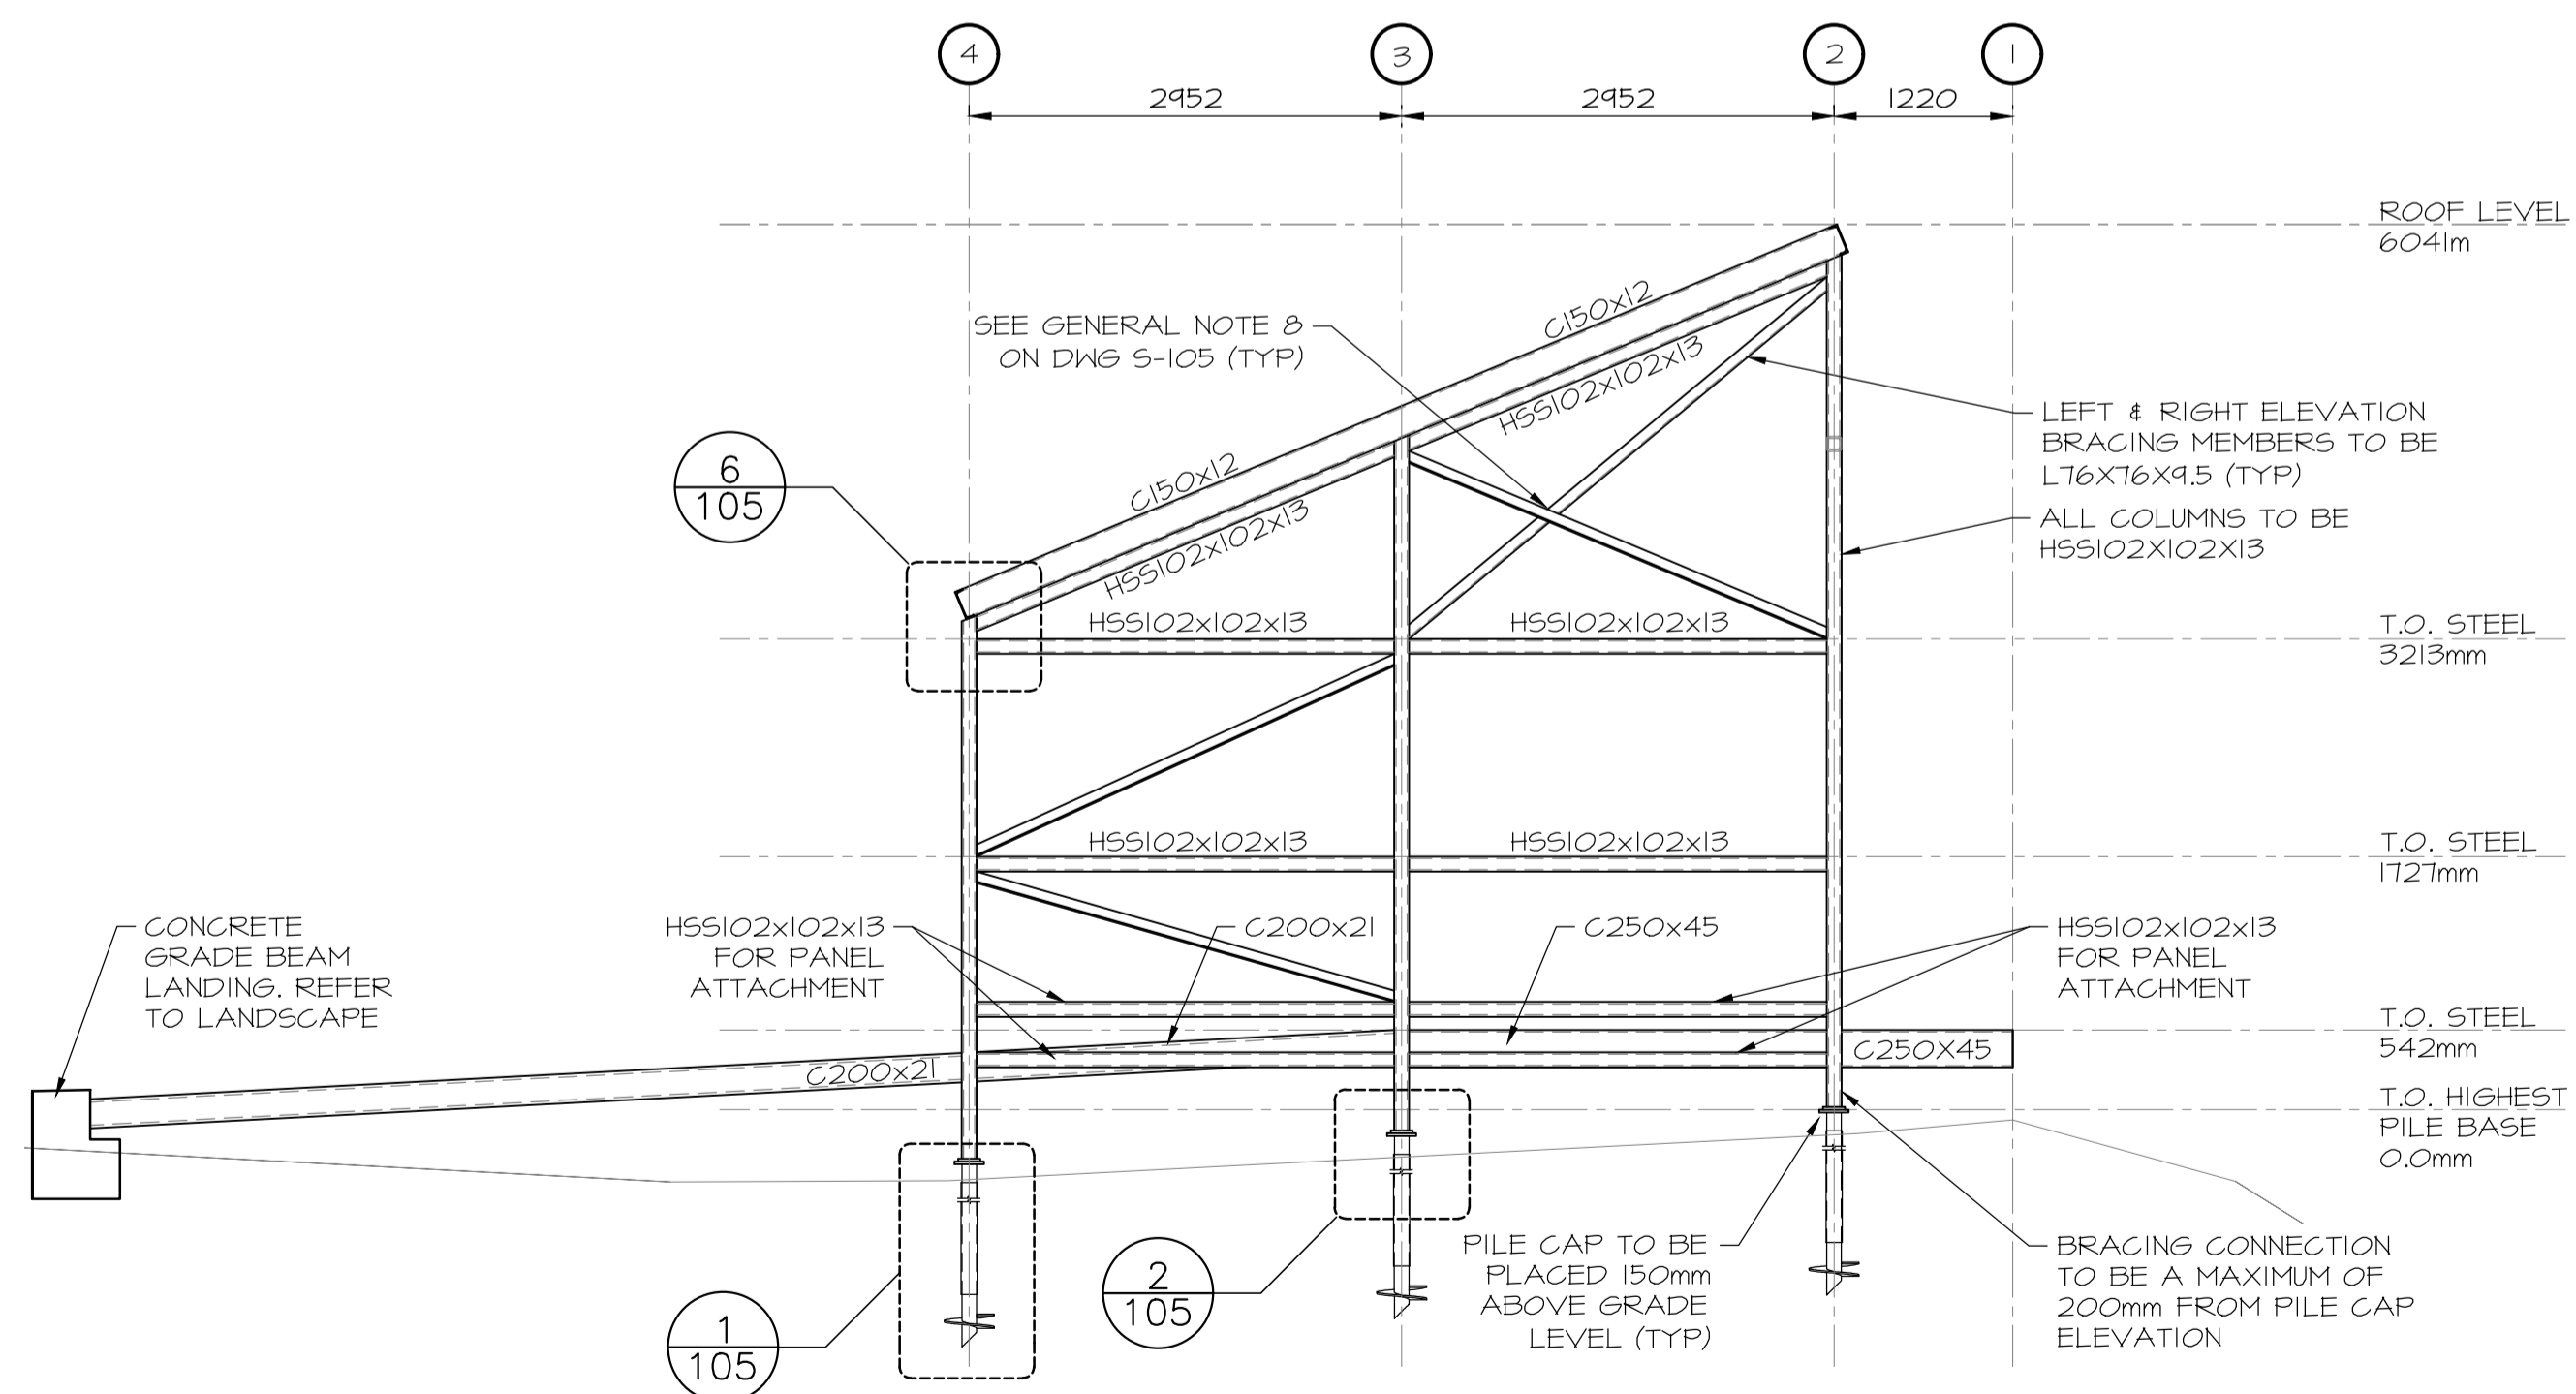 4
3
2
1
2952
2952
1220
ROOF LEVEL
6041m
C150x12
HSS102x102x13
SEE GENERAL NOTE 8
ON DWG S-105 (TYP)
LEFT & RIGHT ELEVATION
BRACING MEMBERS TO BE
L76X76X9.5 (TYP)
ALL COLUMNS TO BE
HSS102X102X13
6
105
C150x12
HSS102x102x13
HSS102x102x13
HSS102x102x13
T.O. STEEL
3213mm
HSS102x102x13
HSS102x102x13
T.O. STEEL
1727mm
CONCRETE
GRADE BEAM
LANDING. REFER
TO LANDSCAPE
HSS102x102x13
FOR PANEL
ATTACHMENT
C200x21
C250x45
HSS102x102x13
FOR PANEL
ATTACHMENT
T.O. STEEL
542mm
C200x21
C250X45
T.O. HIGHEST
PILE BASE
0.0mm
1
105
2
105
PILE CAP TO BE
PLACED 150mm
ABOVE GRADE
LEVEL (TYP)
BRACING CONNECTION
TO BE A MAXIMUM OF
200mm FROM PILE CAP
ELEVATION